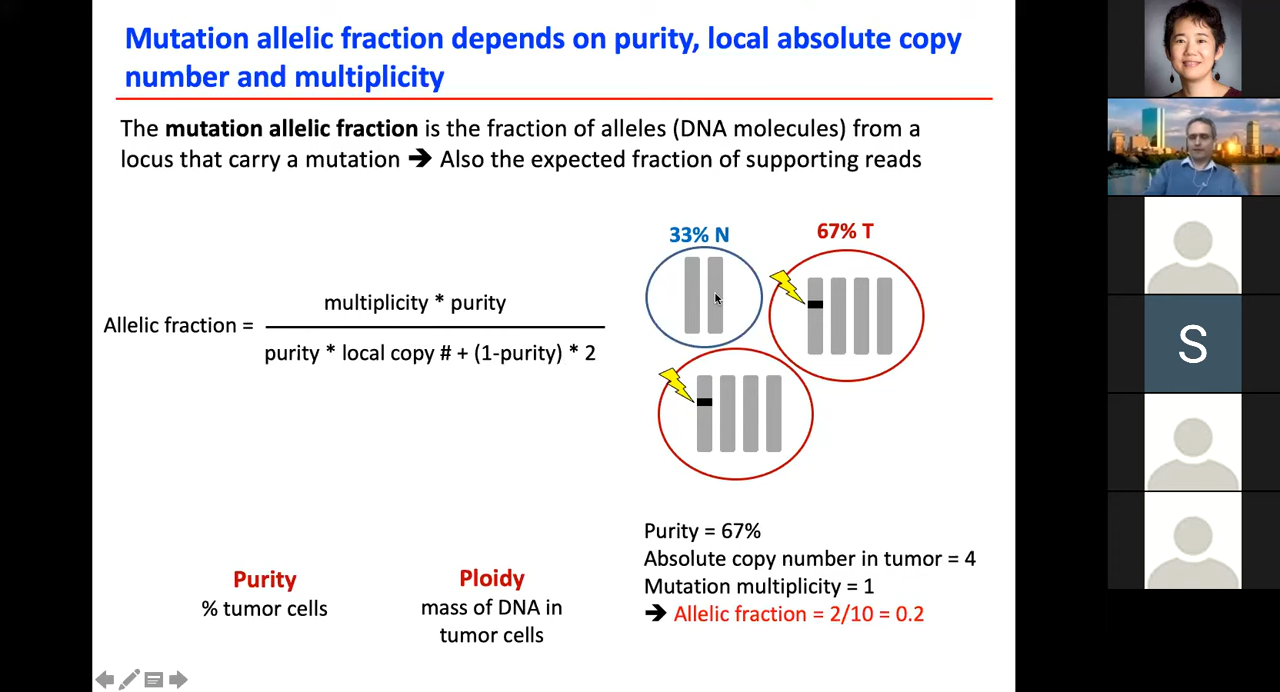 Mutation allelic fraction depends on purity, local absolute copy
number and multiplicity
The mutation allelic fraction is the fraction of alleles (DNA molecules) from a
locus that carry a mutation ➔ Also the expected fraction of supporting reads
33% N
67% T
multiplicity * purity
Allelic fraction =
purity * local copy # + (1-purity) * 2
Purity = 67%
Absolute copy number in tumor = 4
Mutation multiplicity = 1
➔ Allelic fraction = 2/10 = 0.2
Purity
% tumor cells
Ploidy
mass of DNA in
tumor cells
S